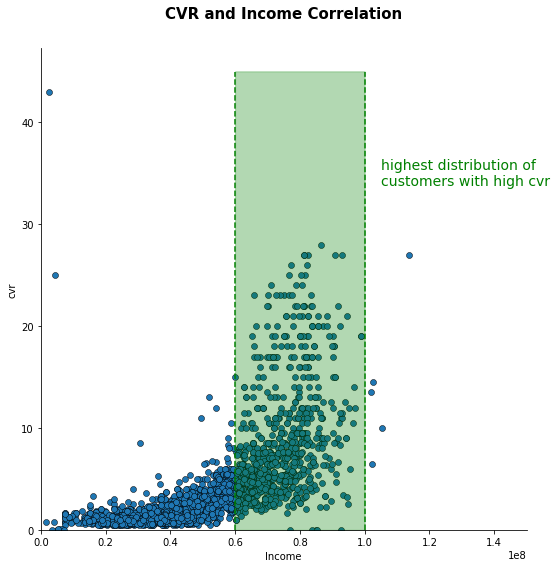 CVR and Income Correlation
40
30
20
10
0
cvr
highest distribution of
customers with high cvr
0.0 0.2 0.4 0.6 0.8 1.0 1.2 1.4
1e8
Income